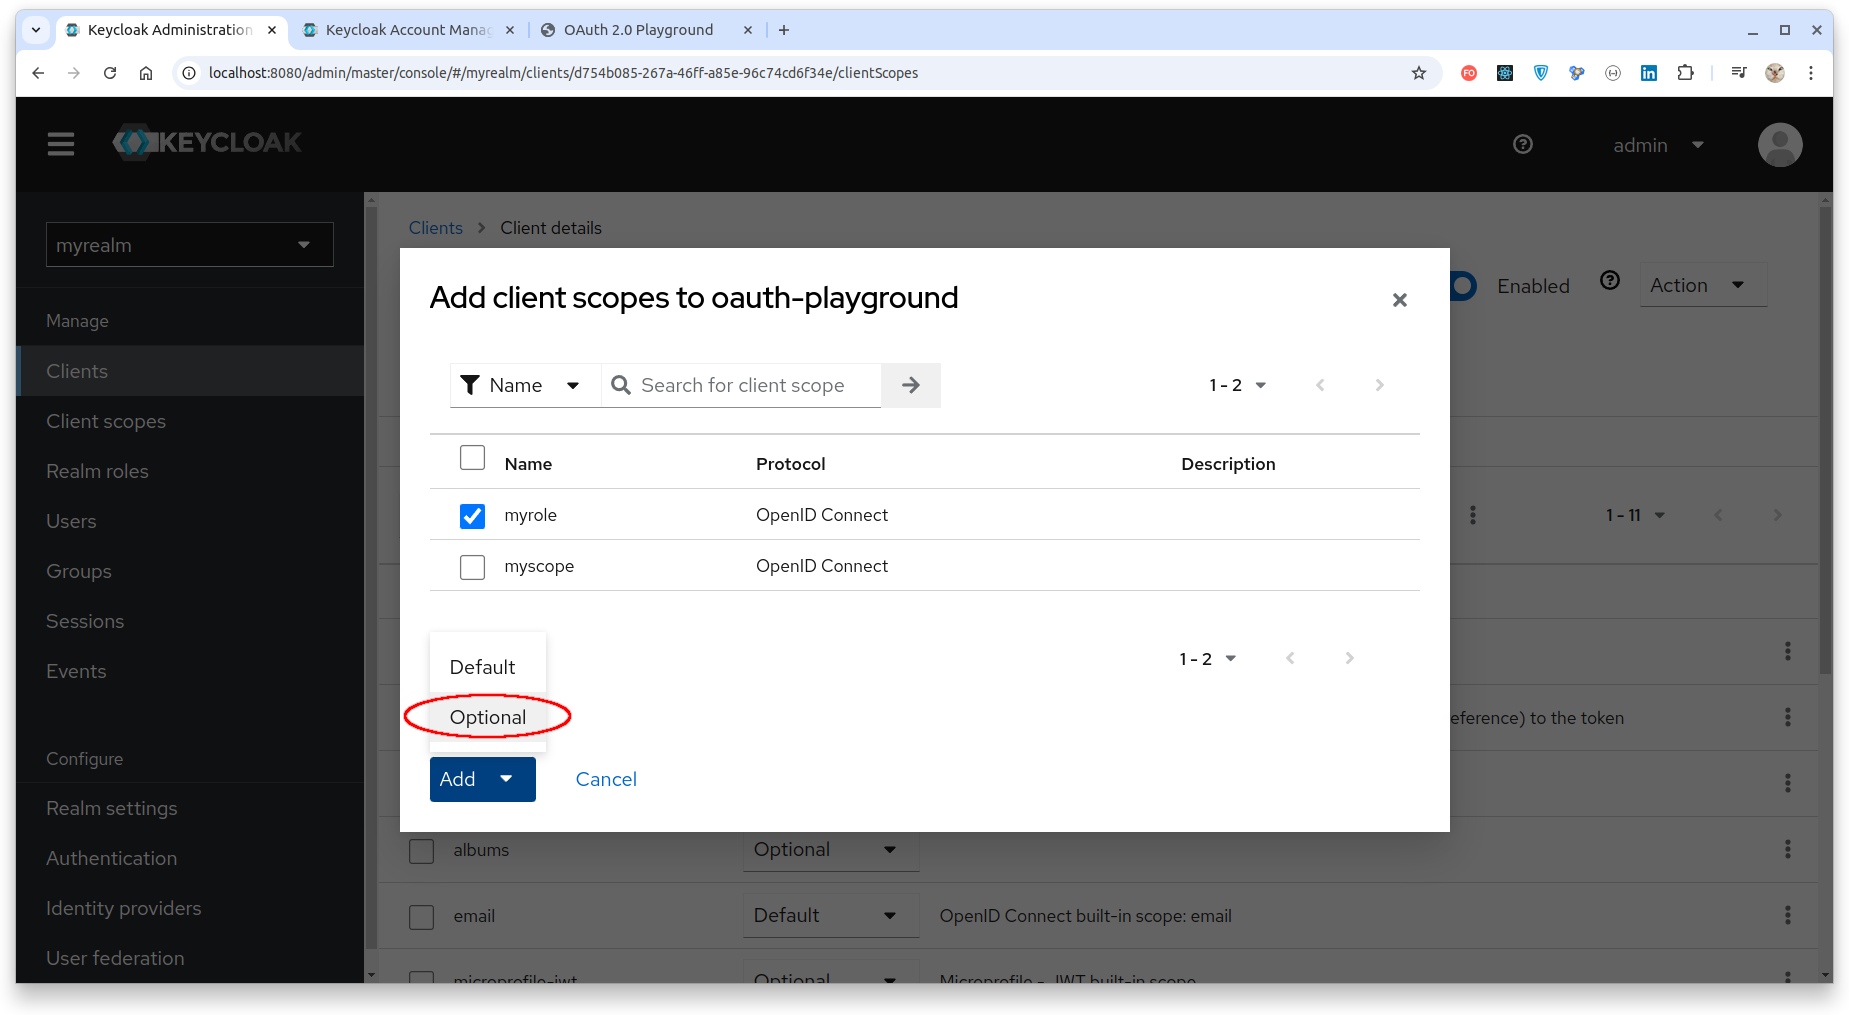 Keycloak Administration
Keycloak Account Manag
OAuth 2.0 Playground
localhost:8080/admin/master/console/#/myrealm/clients/d754b085-267a-46ff-a85e-96c74cd6f34e/clientScopes
KEYCLOAK
admin
myrealm
Manage
Clients
Client scopes
Realm roles
Users
Groups
Sessions
Events
Configure
Realm settings
Authentication
Identity providers
User federation
Clients > Client details
Enabled
Action
Add client scopes to oauth-playground
Name
Search for client scope
1 - 2
Name Protocol Description
myrole OpenID Connect
myscope OpenID Connect
1 - 2
Default
Optional
Add
Cancel
1 - 11
eference) to the token
albums Optional
email Default OpenID Connect built-in scope: email
microprofile-jwt Optional Microprofile - JWT built-in scope